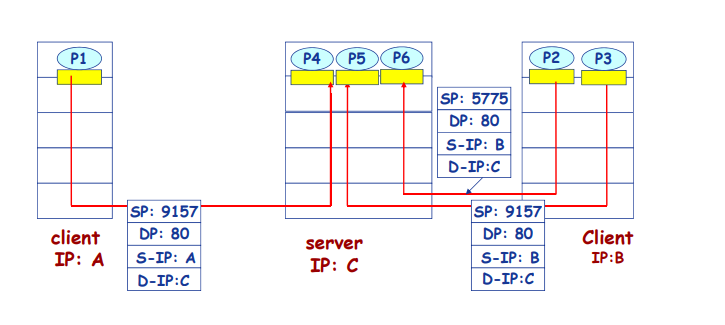 P1
P4
P5
P6
P2
P3
SP: 5775
DP: 80
S-IP: B
D-IP:C
SP: 9157
DP: 80
S-IP: A
D-IP:C
SP: 9157
DP: 80
S-IP: B
D-IP:C
client
IP: A
server
IP: C
Client
IP:B